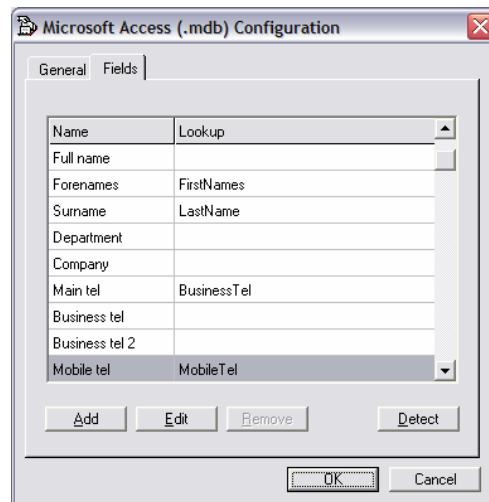 Microsoft Access (.mdb) Configuration
General Fields
Name Lookup
Full name
Forenames FirstNames
Surname LastName
Department
Company
Main tel BusinessTel
Business tel
Business tel 2
Mobile tel MobileTel
Add Edit Remove Detect
OK Cancel